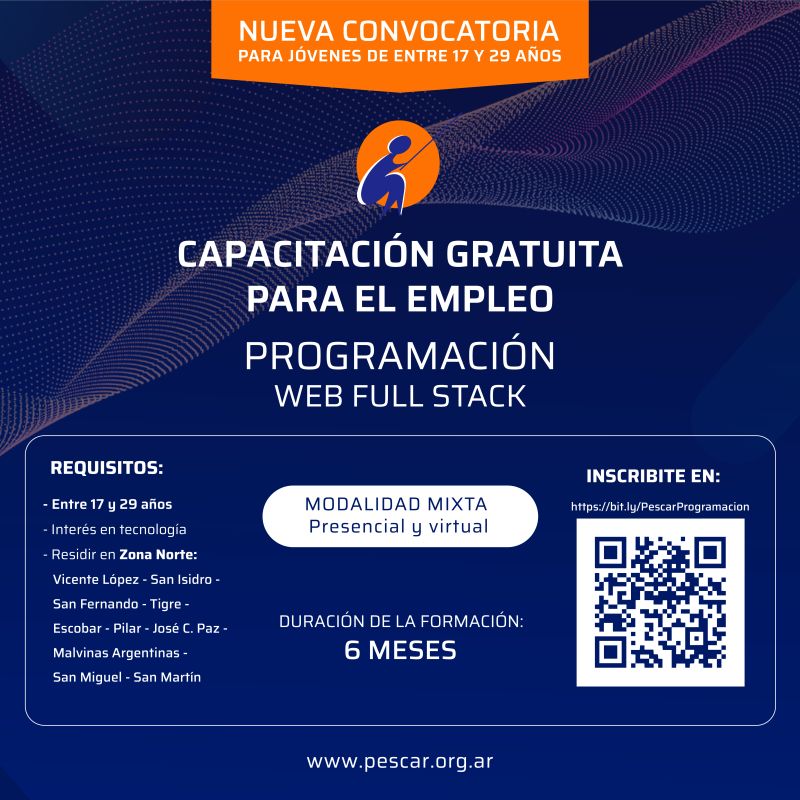 NUEVA CONVOCATORIA
PARA JÓVENES DE ENTRE 17 Y 29 AÑOS
CAPACITACIÓN GRATUITA
PARA EL EMPLEO
PROGRAMACIÓN
WEB FULL STACK
REQUISITOS:
- Entre 17 y 29 años
- Interés en tecnología
- Residir en Zona Norte:
Vicente López - San Isidro -
San Fernando - Tigre -
Escobar - Pilar - José C. Paz -
Malvinas Argentinas -
San Miguel - San Martín
MODALIDAD MIXTA
Presencial y virtual
DURACIÓN DE LA FORMACIÓN:
6 MESES
INSCRIBITE EN:
https://bit.ly/PescarProgramacion
www.pescar.org.ar